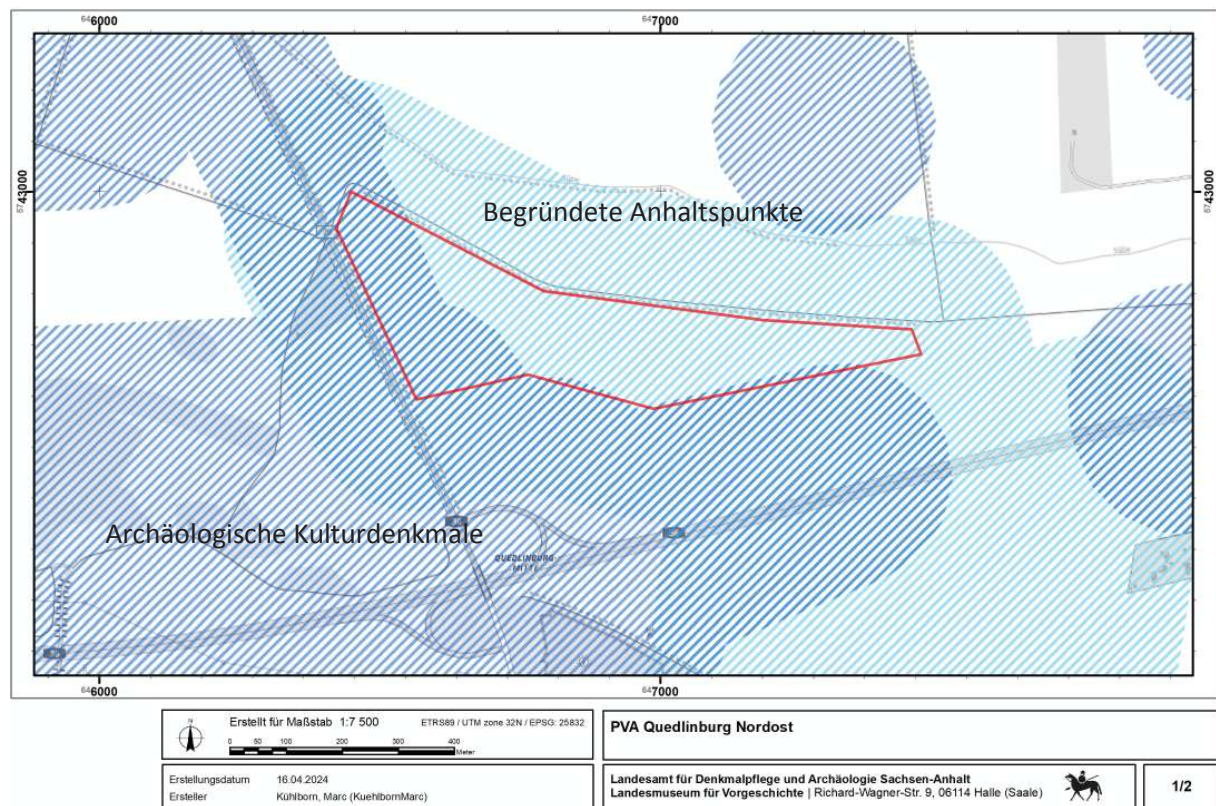 ⁶⁴6000
⁶⁴7000
⁵⁷43000
⁵⁷43000
Begründete Anhaltspunkte
Archäologische Kulturdenkmale
QUEDLINBURG-
MITTE
⁶⁴6000
⁶⁴7000
N
Erstellt für Maßstab 1:7 500
ETRS89 / UTM zone 32N / EPSG: 25832
0 50 100 200 300 400
Meter
PVA Quedlinburg Nordost
Erstellungsdatum 16.04.2024
Ersteller Kühlborn, Marc (KuehlbornMarc)
Landesamt für Denkmalpflege und Archäologie Sachsen-Anhalt
Landesmuseum für Vorgeschichte | Richard-Wagner-Str. 9, 06114 Halle (Saale)
1/2